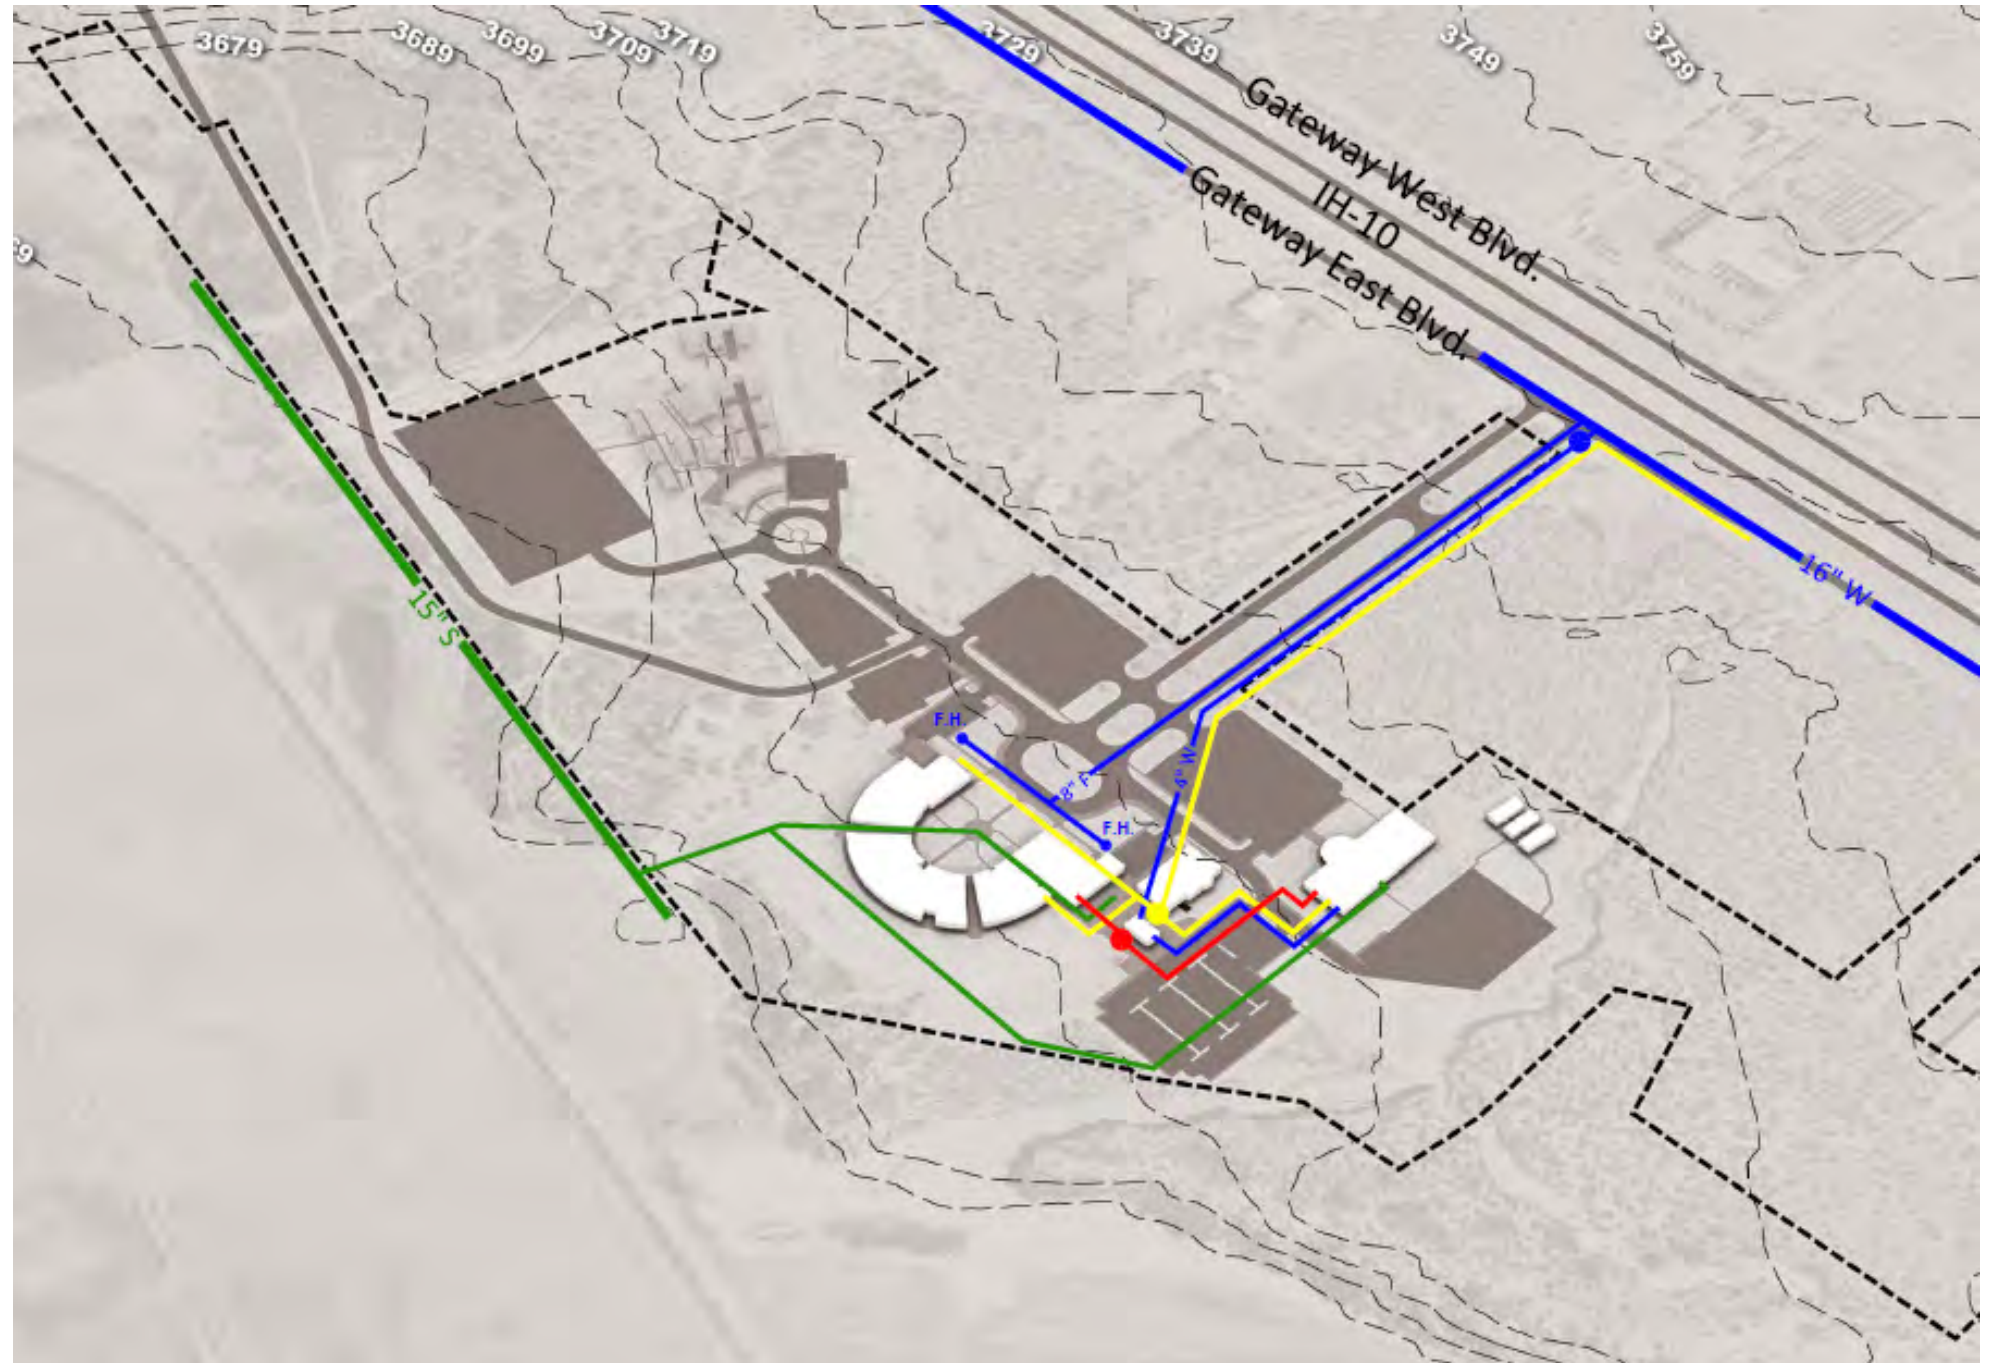 3679
3689
3699
3709
3719
3729
3739
3749
3759
Gateway West Blvd.
IH-10
Gateway East Blvd.
16" W
15" S
F.H.
8" F
4" W
F.H.